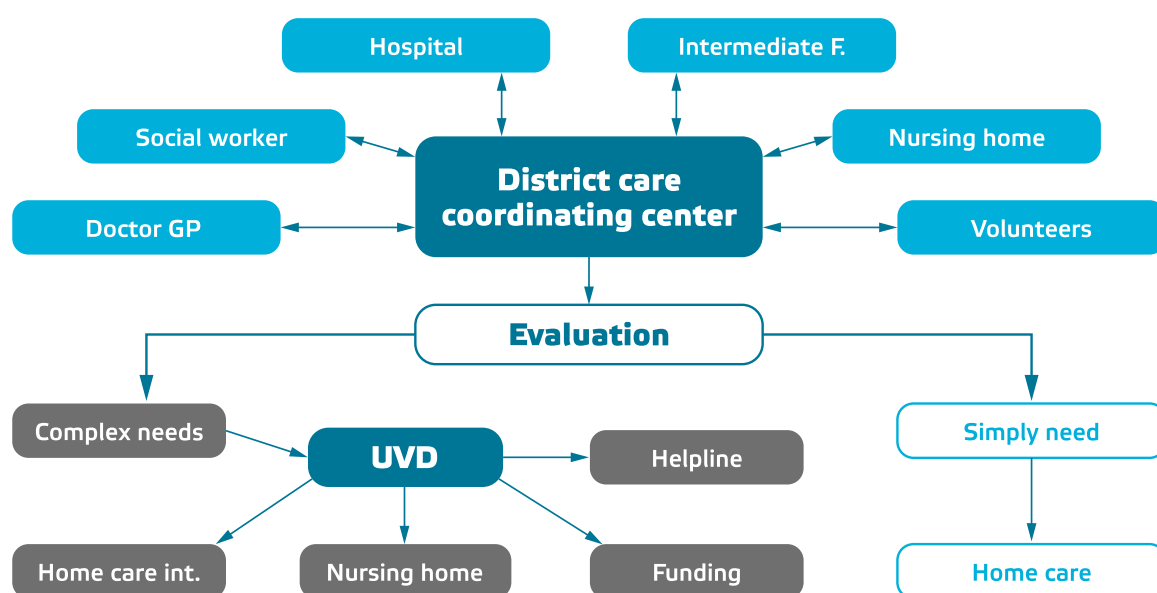 Hospital
Intermediate F.
Social worker
Nursing home
District care
coordinating center
Doctor GP
Volunteers
Evaluation
Complex needs
Simply need
UVD
Helpline
Home care int.
Nursing home
Funding
Home care